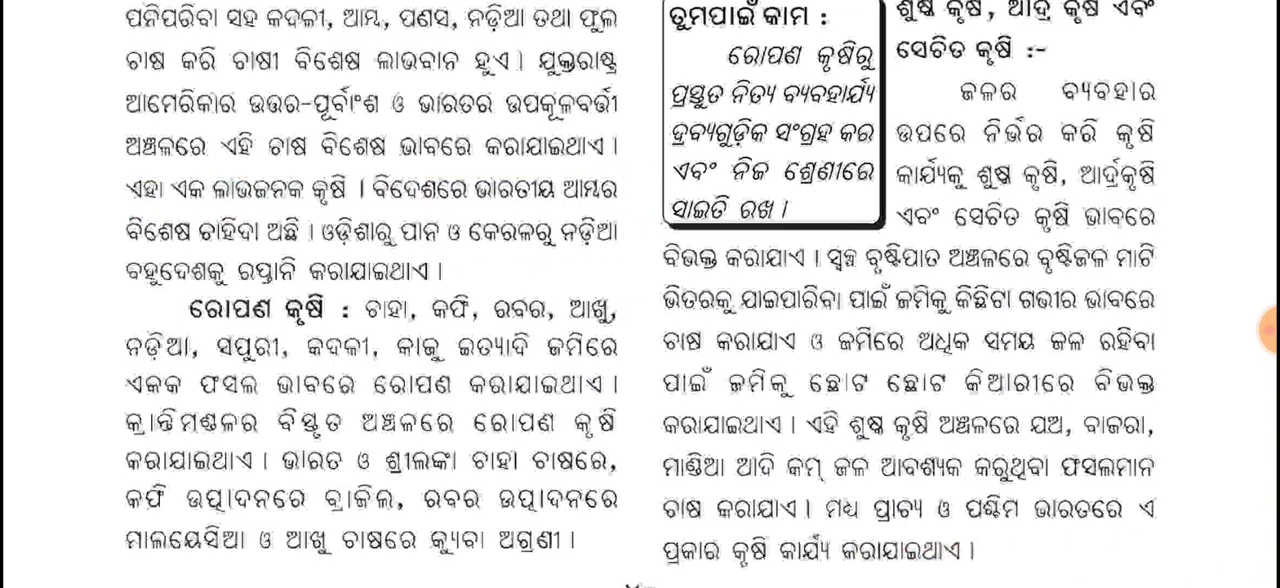 ପନିପରିବା ସହ କଦଳୀ, ଆମ୍ଭ, ପଣସ, ନଡ଼ିଆ ତଥା ଫୁଲ
ଚାଷ କରି ଚାଷୀ ବିଶେଷ ଲାଭବାନ ହୁଏ । ଯୁକ୍ତରାଷ୍ଟ୍ର
ଆମେରିକାର ଉତ୍ତର-ପୂର୍ବାଂଶ ଓ ଭାରତର ଉପକୂଳବର୍ତ୍ତୀ
ଅଞ୍ଚଳରେ ଏହି ଚାଷ ବିଶେଷ ଭାବରେ କରାଯାଇଥାଏ ।
ଏହା ଏକ ଲାଭଜନକ କୃଷି । ବିଦେଶରେ ଭାରତୀୟ ଆମ୍ଭର
ବିଶେଷ ଚାହିଦା ଅଛି । ଓଡ଼ିଶାରୁ ପାନ ଓ କେରଳରୁ ନଡ଼ିଆ
ବହୁଦେଶକୁ ରପ୍ତାନି କରାଯାଇଥାଏ ।
ରୋପଣ କୃଷି : ଚାହା, କଫି, ରବର, ଆଖୁ,
ନଡ଼ିଆ, ସପୁରୀ, କଦଳୀ, କାଜୁ ଇତ୍ୟାଦି ଜମିରେ
ଏକକ ଫସଲ ଭାବରେ ରୋପଣ କରାଯାଇଥାଏ ।
କ୍ରାନ୍ତିମଣ୍ଡଳର ବିସ୍ତୃତ ଅଞ୍ଚଳରେ ରୋପଣ କୃଷି
କରାଯାଇଥାଏ । ଭାରତ ଓ ଶ୍ରୀଲଙ୍କା ଚାହା ଚାଷରେ,
କଫି ଉତ୍ପାଦନରେ ବ୍ରାଜିଲ, ରବର ଉତ୍ପାଦନରେ
ମାଲୟେସିଆ ଓ ଆଖୁ ଚାଷରେ କ୍ୟୁବା ଅଗ୍ରଣୀ ।
ତୁମପାଇଁ କାମ :
ରୋପଣ କୃଷିରୁ
ପ୍ରସ୍ତୁତ ନିତ୍ୟ ବ୍ୟବହାର୍ଯ୍ୟ
ଦ୍ରବ୍ୟଗୁଡ଼ିକ ସଂଗ୍ରହ କର
ଏବଂ ନିଜ ଶ୍ରେଣୀରେ
ସାଇତି ରଖ ।
ଶୁଷ୍କ କୃଷି, ଆର୍ଦ୍ର କୃଷି ଏବଂ
ସେଚିତ କୃଷି :-
ଜଳର ବ୍ୟବହାର
ଉପରେ ନିର୍ଭର କରି କୃଷି
କାର୍ଯ୍ୟକୁ ଶୁଷ୍କ କୃଷି, ଆର୍ଦ୍ରକୃଷି
ଏବଂ ସେଚିତ କୃଷି ଭାବରେ
ବିଭକ୍ତ କରାଯାଏ । ସ୍ୱଳ୍ପ ବୃଷ୍ଟିପାତ ଅଞ୍ଚଳରେ ବୃଷ୍ଟିଜଳ ମାଟି
ଭିତରକୁ ଯାଇପାରିବା ପାଇଁ ଜମିକୁ କିଛିଟା ଗଭୀର ଭାବରେ
ଚାଷ କରାଯାଏ ଓ ଜମିରେ ଅଧିକ ସମୟ ଜଳ ରହିବା
ପାଇଁ ଜମିକୁ ଛୋଟ ଛୋଟ କିଆରୀରେ ବିଭକ୍ତ
କରାଯାଇଥାଏ । ଏହି ଶୁଷ୍କ କୃଷି ଅଞ୍ଚଳରେ ଯଅ, ବାଜରା,
ମାଣ୍ଡିଆ ଆଦି କମ୍ ଜଳ ଆବଶ୍ୟକ କରୁଥିବା ଫସଲମାନ
ଚାଷ କରାଯାଏ । ମଧ୍ୟ ପ୍ରାଚ୍ୟ ଓ ପଶ୍ଚିମ ଭାରତରେ ଏ
ପ୍ରକାର କୃଷି କାର୍ଯ୍ୟ କରାଯାଇଥାଏ ।